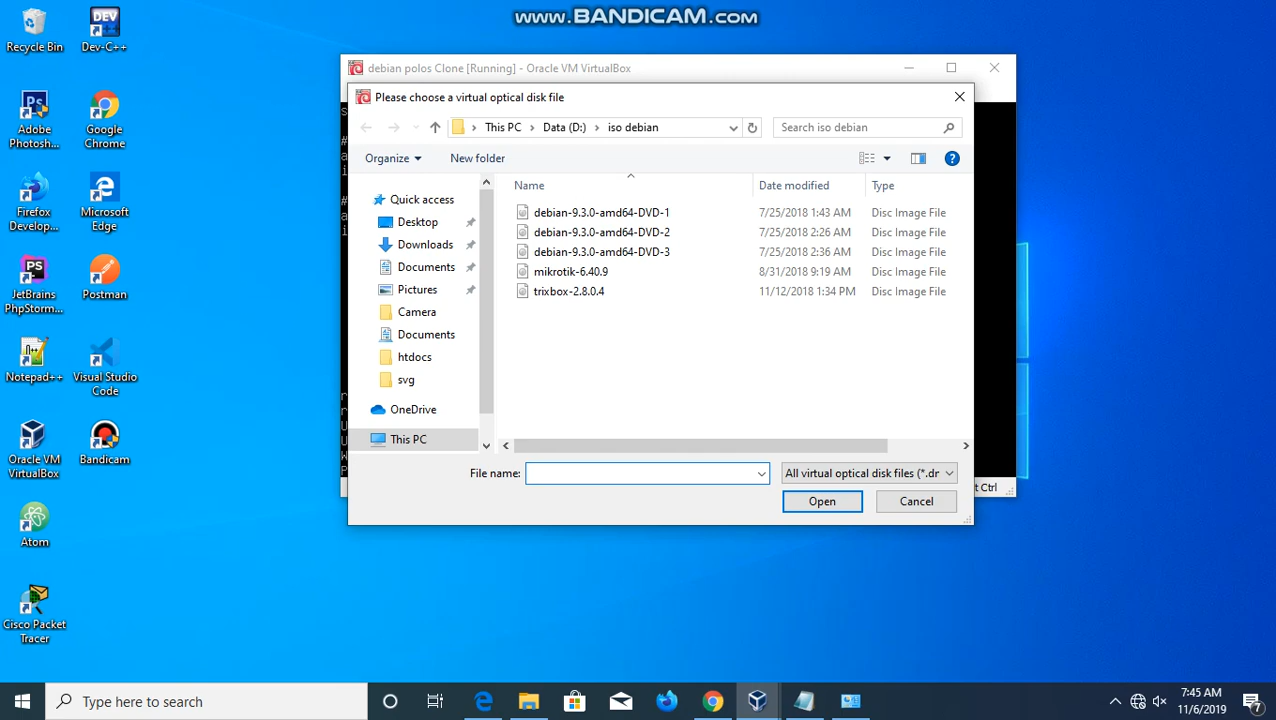 www.BANDICAM.com
Recycle Bin
Dev-C++
Adobe
Photosh...
Google
Chrome
Firefox
Develop...
Microsoft
Edge
JetBrains
PhpStorm...
Postman
Notepad++
Visual Studio
Code
Oracle VM
VirtualBox
Bandicam
Atom
Cisco Packet
Tracer
debian polos Clone [Running] - Oracle VM VirtualBox
Please choose a virtual optical disk file
This PC > Data (D:) > iso debian
Search iso debian
Organize
New folder
Quick access
Desktop
Downloads
Documents
Pictures
Camera
Documents
htdocs
svg
OneDrive
This PC
Name Date modified Type
debian-9.3.0-amd64-DVD-1 7/25/2018 1:43 AM Disc Image File
debian-9.3.0-amd64-DVD-2 7/25/2018 2:26 AM Disc Image File
debian-9.3.0-amd64-DVD-3 7/25/2018 2:36 AM Disc Image File
mikrotik-6.40.9 8/31/2018 9:19 AM Disc Image File
trixbox-2.8.0.4 11/12/2018 1:34 PM Disc Image File
File name:
All virtual optical disk files (*.dr
Open
Cancel
t Ctrl
Type here to search
7:45 AM
11/6/2019
7